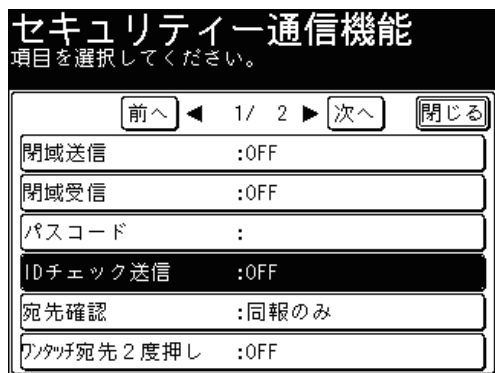 セキュリティー通信機能
項目を選択してください。
前へ ◀ 1/ 2 ▶ 次へ 閉じる
閉域送信 :OFF
閉域受信 :OFF
パスコード :
IDチェック送信 :OFF
宛先確認 :同報のみ
ワンタッチ宛先2度押し :OFF